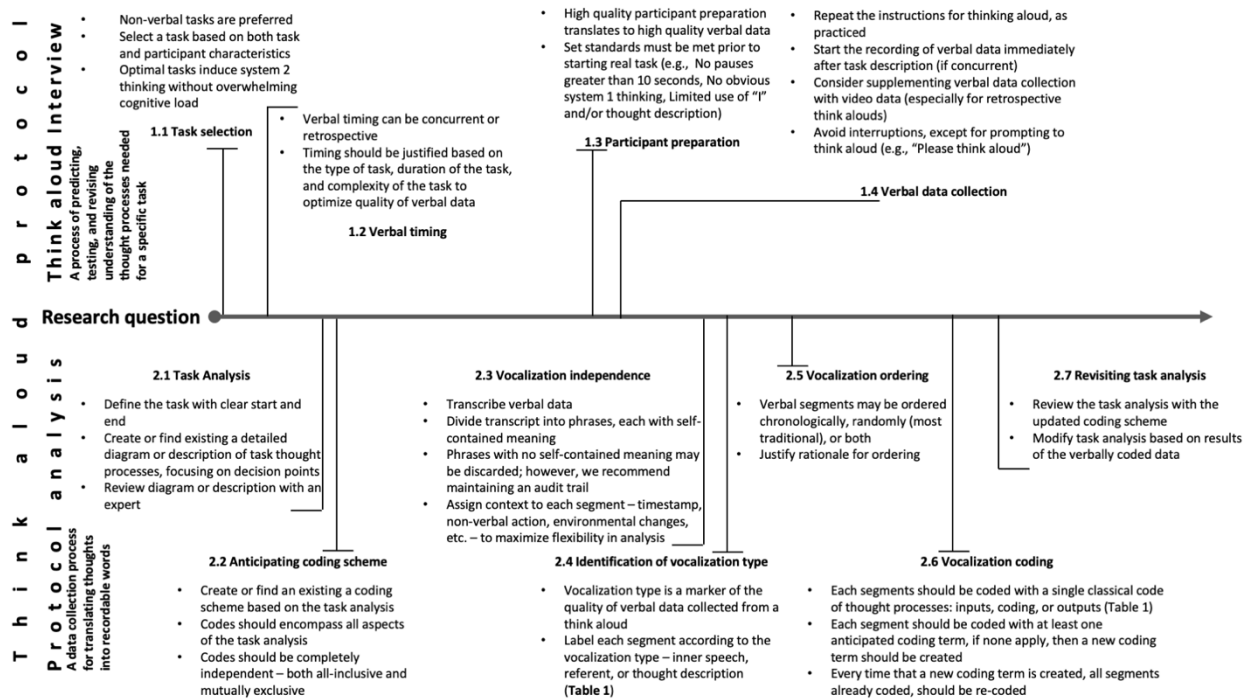 Think aloud protocol
Think aloud Interview
A process of predicting,
testing, and revising
understanding of the
thought processes needed
for a specific task
• Non-verbal tasks are preferred
• Select a task based on both task
and participant characteristics
• Optimal tasks induce system 2
thinking without overwhelming
cognitive load
1.1 Task selection
• Verbal timing can be concurrent or
retrospective
• Timing should be justified based on
the type of task, duration of the task,
and complexity of the task to
optimize quality of verbal data
1.2 Verbal timing
• High quality participant preparation
translates to high quality verbal data
• Set standards must be met prior to
starting real task (e.g., No pauses
greater than 10 seconds, No obvious
system 1 thinking, Limited use of “I”
and/or thought description)
1.3 Participant preparation
• Repeat the instructions for thinking aloud, as
practiced
• Start the recording of verbal data immediately
after task description (if concurrent)
• Consider supplementing verbal data collection
with video data (especially for retrospective
think alouds)
• Avoid interruptions, except for prompting to
think aloud (e.g., “Please think aloud”)
1.4 Verbal data collection
Research question
Protocol analysis
A data collection process
for translating thoughts
into recordable words
2.1 Task Analysis
• Define the task with clear start and
end
• Create or find existing a detailed
diagram or description of task thought
processes, focusing on decision points
• Review diagram or description with an
expert
2.2 Anticipating coding scheme
• Create or find an existing a coding
scheme based on the task analysis
• Codes should encompass all aspects
of the task analysis
• Codes should be completely
independent – both all-inclusive and
mutually exclusive
2.3 Vocalization independence
• Transcribe verbal data
• Divide transcript into phrases, each with self-
contained meaning
• Phrases with no self-contained meaning may
be discarded; however, we recommend
maintaining an audit trail
• Assign context to each segment – timestamp,
non-verbal action, environmental changes,
etc. – to maximize flexibility in analysis
2.4 Identification of vocalization type
• Vocalization type is a marker of the
quality of verbal data collected from a
think aloud
• Label each segment according to the
vocalization type – inner speech,
referent, or thought description
(Table 1)
2.5 Vocalization ordering
• Verbal segments may be ordered
chronologically, randomly (most
traditional), or both
• Justify rationale for ordering
2.6 Vocalization coding
• Each segments should be coded with a single classical code
of thought processes: inputs, coding, or outputs (Table 1)
• Each segment should be coded with at least one
anticipated coding term, if none apply, then a new coding
term should be created
• Every time that a new coding term is created, all segments
already coded, should be re-coded
2.7 Revisiting task analysis
• Review the task analysis with the
updated coding scheme
• Modify task analysis based on results
of the verbally coded data